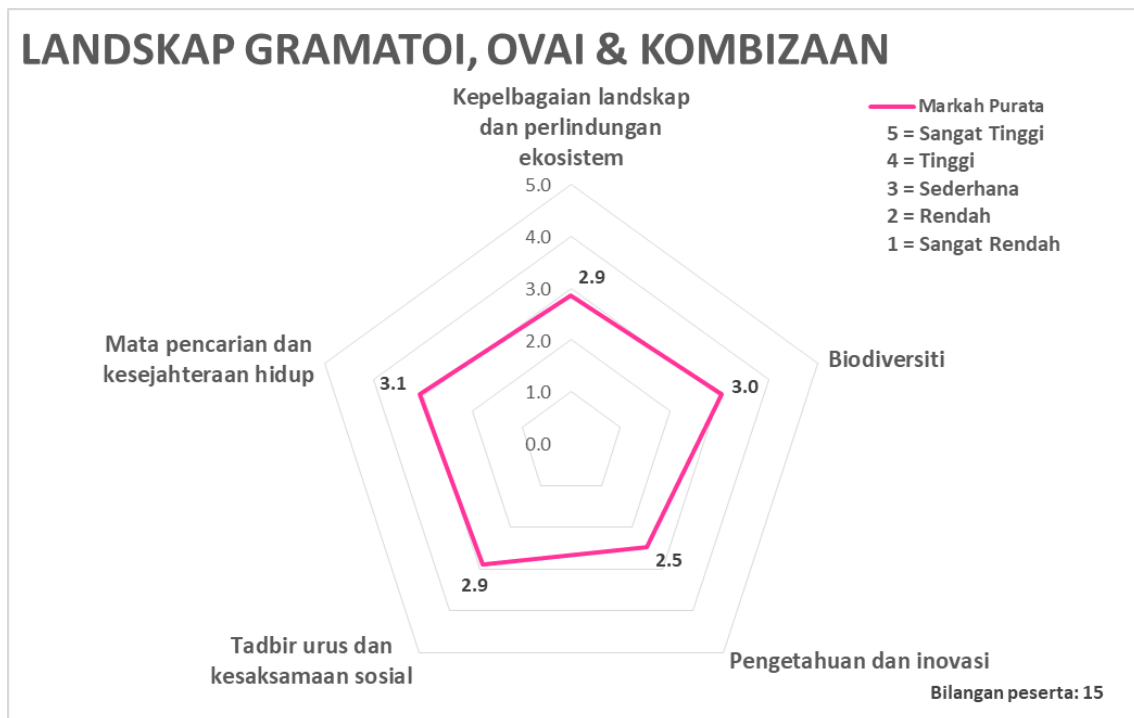 LANDSKAP GRAMATOI, OVAI & KOMBIZAAN
Kepelbagaian landskap
dan perlindungan
ekosistem
Markah Purata
5 = Sangat Tinggi
4 = Tinggi
3 = Sederhana
2 = Rendah
1 = Sangat Rendah
5.0
4.0
3.0
2.0
1.0
0.0
2.9
Biodiversiti
3.0
Mata pencarian dan
kesejahteraan hidup
3.1
2.5
2.9
Tadbir urus dan
kesaksamaan sosial
Pengetahuan dan inovasi
Bilangan peserta: 15